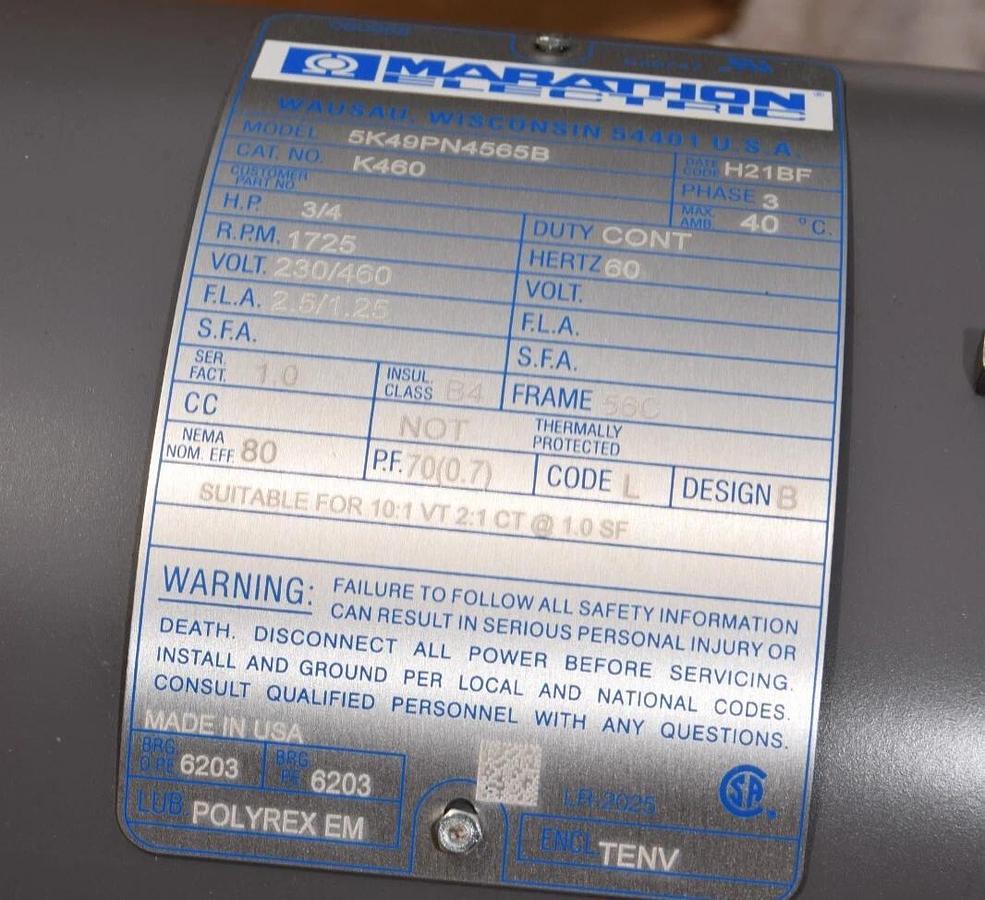 MARATHON
ELECTRIC ®
WAUSAU, WISCONSIN 54401 U.S.A.
MODEL 5K49PN4565B DATE CODE H21BF
CAT. NO. K460 PHASE 3
CUSTOMER PART NO. MAX. AMB. 40 °C.
H.P. 3/4 DUTY CONT
R.P.M. 1725 HERTZ 60
VOLT. 230/460 VOLT.
F.L.A. 2.5/1.25 F.L.A.
S.F.A. S.F.A.
SER. FACT. 1.0 INSUL. CLASS B4 FRAME 56C
CC NOT THERMALLY PROTECTED
NEMA NOM. EFF. 80 P.F. 70(0.7) CODE L DESIGN B
SUITABLE FOR 10:1 VT 2:1 CT @ 1.0 SF
WARNING: FAILURE TO FOLLOW ALL SAFETY INFORMATION
CAN RESULT IN SERIOUS PERSONAL INJURY OR
DEATH. DISCONNECT ALL POWER BEFORE SERVICING.
INSTALL AND GROUND PER LOCAL AND NATIONAL CODES.
CONSULT QUALIFIED PERSONNEL WITH ANY QUESTIONS.
MADE IN USA
BRG O.PE 6203 BRG PE 6203
LR-2025 SA
LUB. POLYREX EM ENCL. TENV